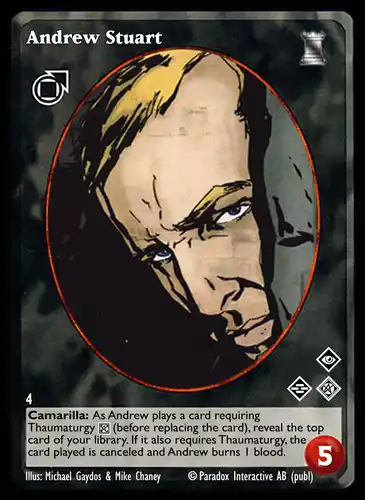 Andrew Stuart
4
Camarilla: As Andrew plays a card requiring
Thaumaturgy (before replacing the card), reveal the top
card of your library. If it also requires Thaumaturgy, the
card played is canceled and Andrew burns 1 blood.
5
Illus: Michael Gaydos & Mike Chaney
© Paradox Interactive AB (publ)